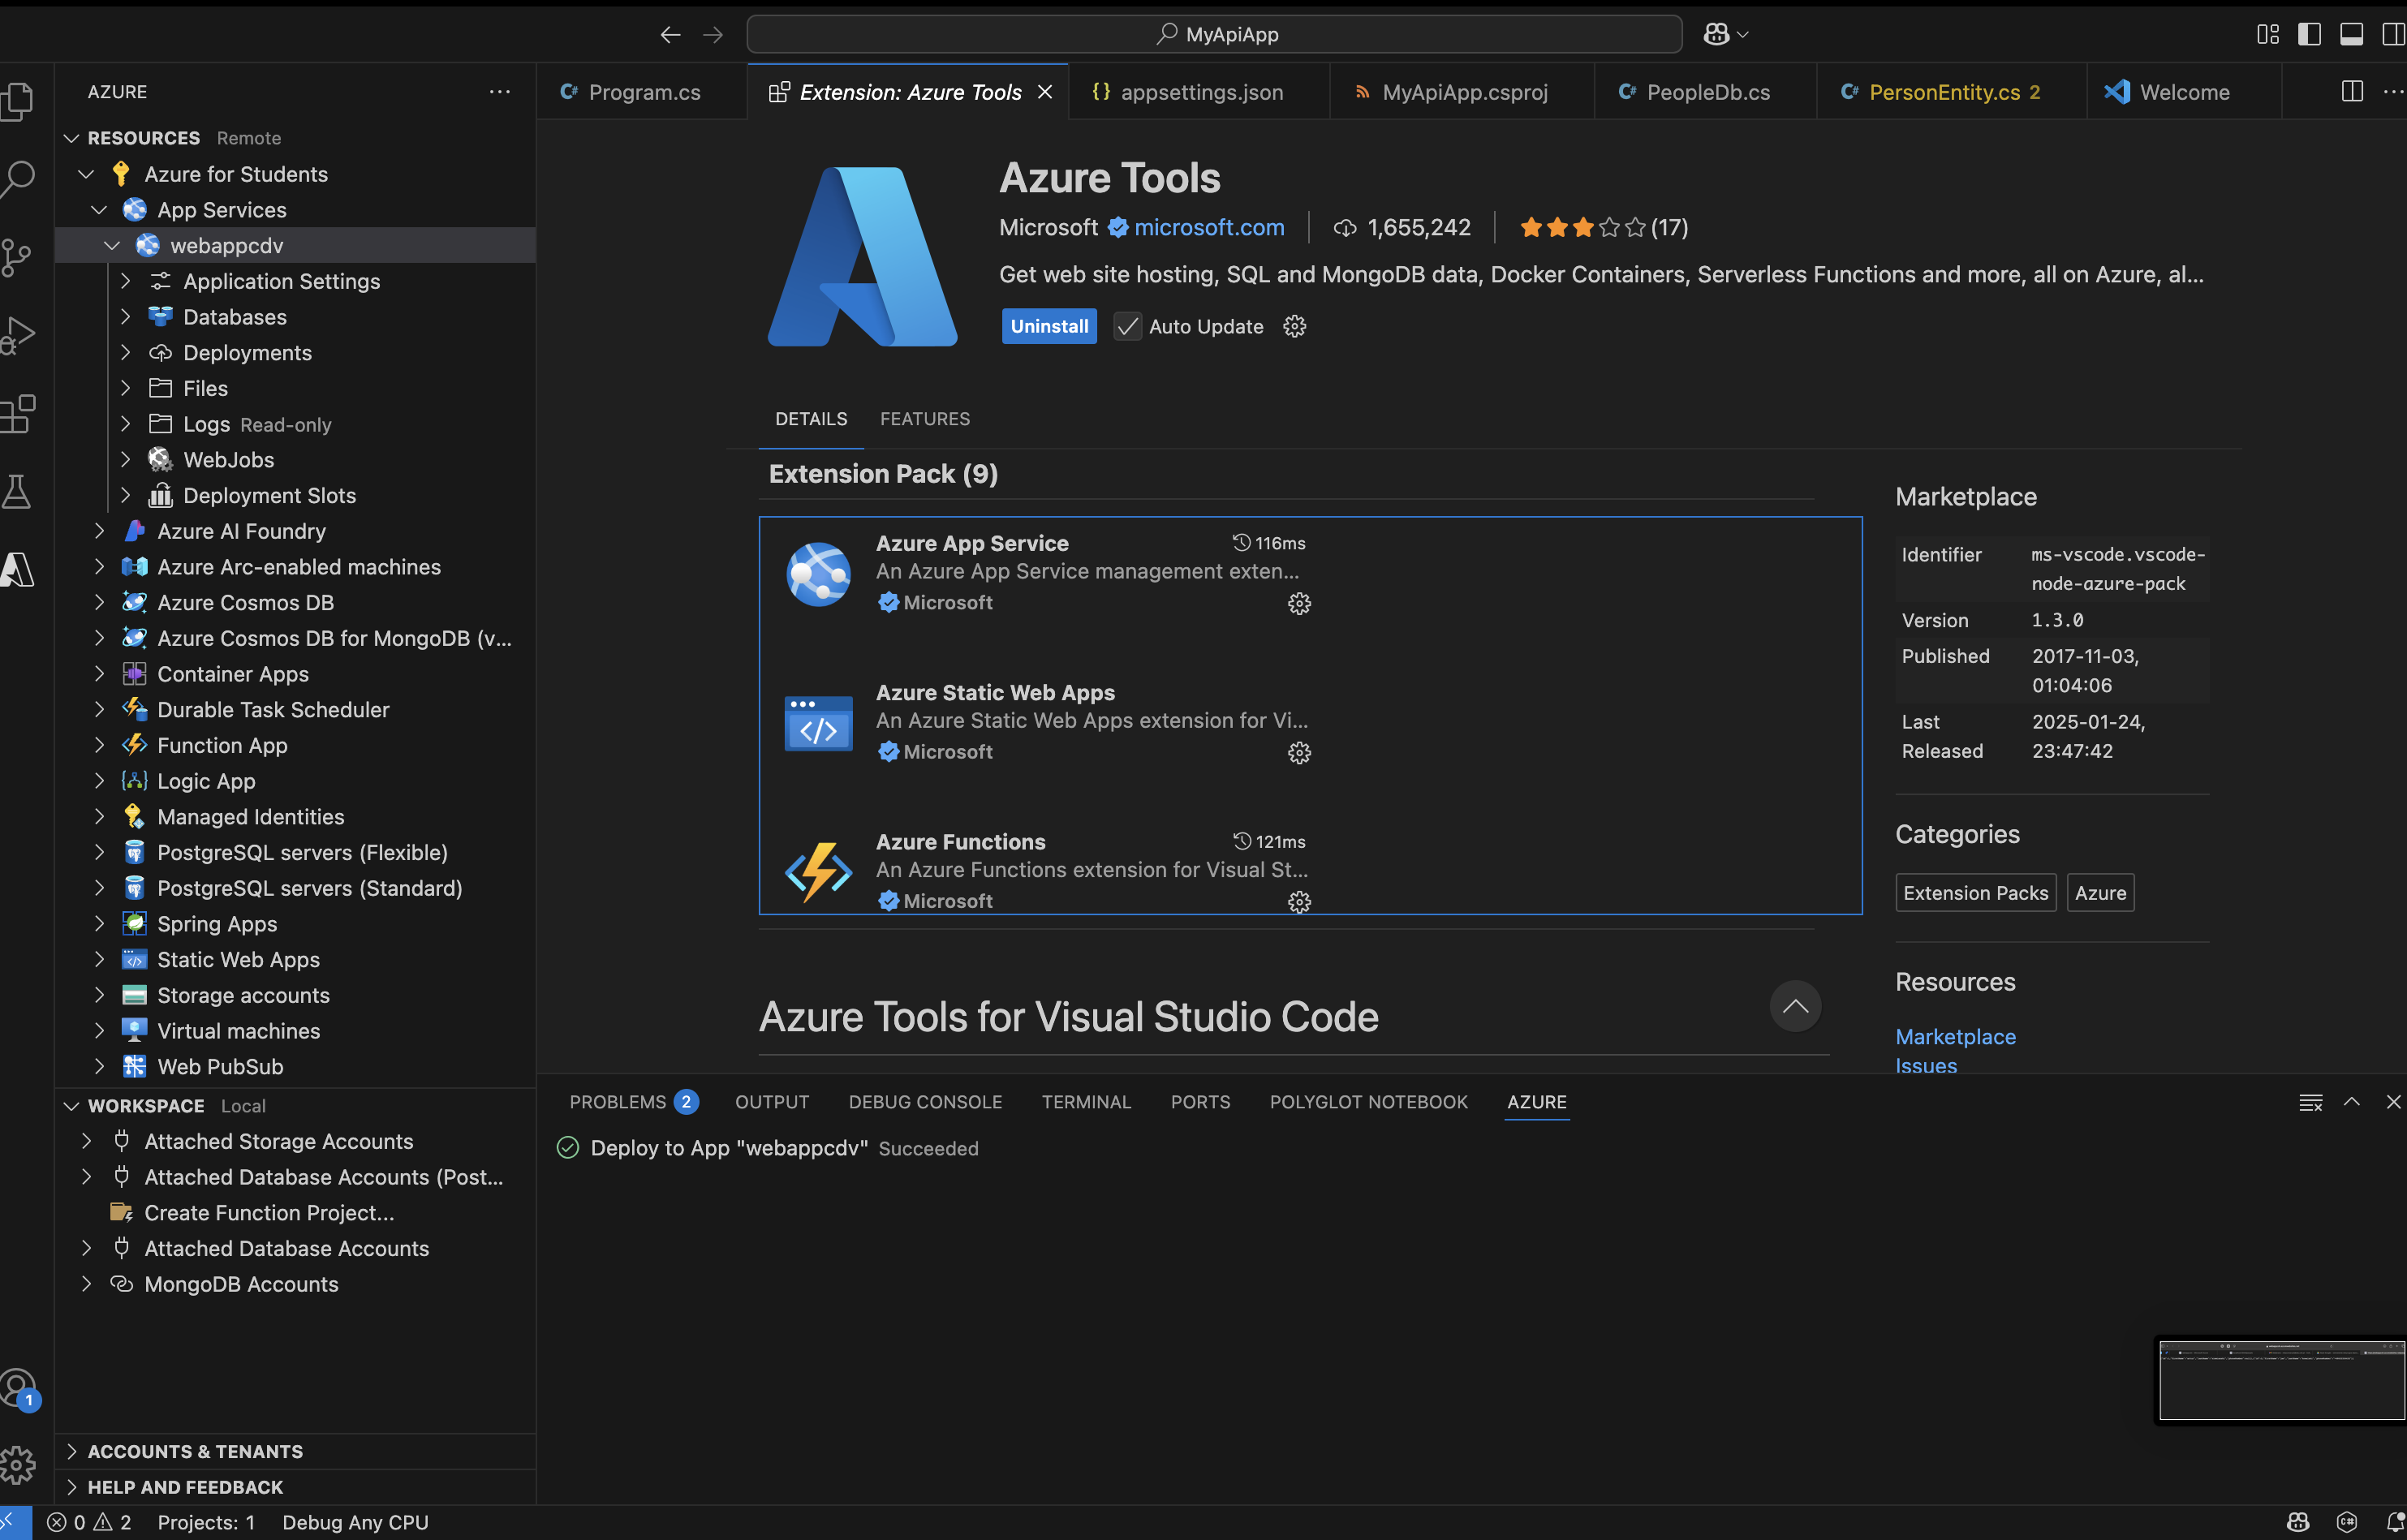 MyApiApp
AZURE
RESOURCES Remote
Azure for Students
App Services
webappcdv
Application Settings
Databases
Deployments
Files
Logs Read-only
WebJobs
Deployment Slots
Azure AI Foundry
Azure Arc-enabled machines
Azure Cosmos DB
Azure Cosmos DB for MongoDB (v...
Container Apps
Durable Task Scheduler
Function App
Logic App
Managed Identities
PostgreSQL servers (Flexible)
PostgreSQL servers (Standard)
Spring Apps
Static Web Apps
Storage accounts
Virtual machines
Web PubSub
WORKSPACE Local
Attached Storage Accounts
Attached Database Accounts (Post...
Create Function Project...
Attached Database Accounts
MongoDB Accounts
1
ACCOUNTS & TENANTS
HELP AND FEEDBACK
C# Program.cs
Extension: Azure Tools
{} appsettings.json
MyApiApp.csproj
C# PeopleDb.cs
C# PersonEntity.cs 2
Welcome
Azure Tools
Microsoft microsoft.com 1,655,242 (17)
Get web site hosting, SQL and MongoDB data, Docker Containers, Serverless Functions and more, all on Azure, al...
Uninstall Auto Update
DETAILS FEATURES
Extension Pack (9)
Azure App Service 116ms
An Azure App Service management exten...
Microsoft
Azure Static Web Apps
An Azure Static Web Apps extension for Vi...
Microsoft
Azure Functions 121ms
An Azure Functions extension for Visual St...
Microsoft
Azure Tools for Visual Studio Code
Marketplace
Identifier ms-vscode.vscode-
node-azure-pack
Version 1.3.0
Published 2017-11-03,
01:04:06
Last 2025-01-24,
Released 23:47:42
Categories
Extension Packs Azure
Resources
Marketplace
Issues
PROBLEMS 2 OUTPUT DEBUG CONSOLE TERMINAL PORTS POLYGLOT NOTEBOOK AZURE
Deploy to App "webappcdv" Succeeded
0 2 Projects: 1 Debug Any CPU